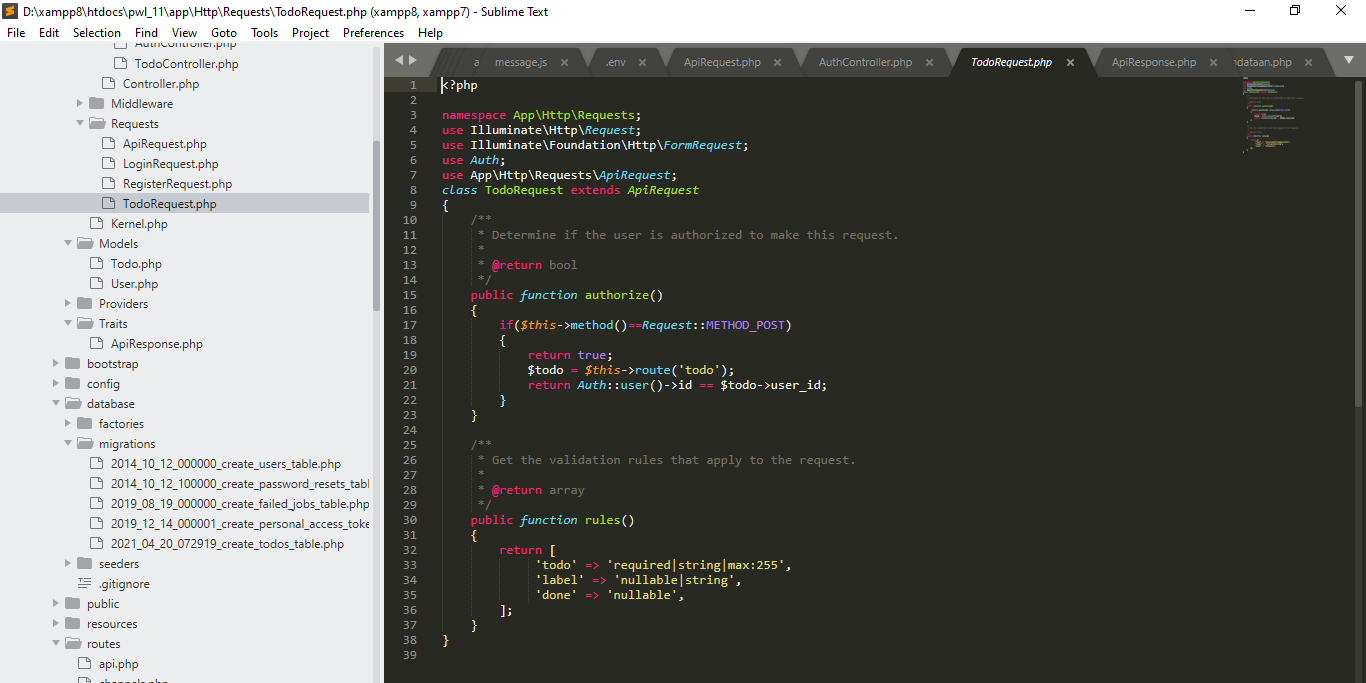 D:\xampp8\htdocs\pwl_11\app\Http\Requests\TodoRequest.php (xampp8, xampp7) - Sublime Text
File Edit Selection Find View Goto Tools Project Preferences Help
AuthController.php
TodoController.php
Controller.php
Middleware
Requests
ApiRequest.php
LoginRequest.php
RegisterRequest.php
TodoRequest.php
Kernel.php
Models
Todo.php
User.php
Providers
Traits
ApiResponse.php
bootstrap
config
database
factories
migrations
2014_10_12_000000_create_users_table.php
2014_10_12_100000_create_password_resets_tabl
2019_08_19_000000_create_failed_jobs_table.php
2019_12_14_000001_create_personal_access_toke
2021_04_20_072919_create_todos_table.php
seeders
.gitignore
public
resources
routes
api.php
channels.php
a message.js .env ApiRequest.php AuthController.php TodoRequest.php ApiResponse.php ndataan.php
1 <?php
2
3 namespace App\Http\Requests;
4 use Illuminate\Http\Request;
5 use Illuminate\Foundation\Http\FormRequest;
6 use Auth;
7 use App\Http\Requests\ApiRequest;
8 class TodoRequest extends ApiRequest
9 {
10 /**
11 * Determine if the user is authorized to make this request.
12 *
13 * @return bool
14 */
15 public function authorize()
16 {
17 if($this->method()==Request::METHOD_POST)
18 {
19 return true;
20 $todo = $this->route('todo');
21 return Auth::user()->id == $todo->user_id;
22 }
23 }
24
25 /**
26 * Get the validation rules that apply to the request.
27 *
28 * @return array
29 */
30 public function rules()
31 {
32 return [
33 'todo' => 'required|string|max:255',
34 'label' => 'nullable|string',
35 'done' => 'nullable',
36 ];
37 }
38 }
39